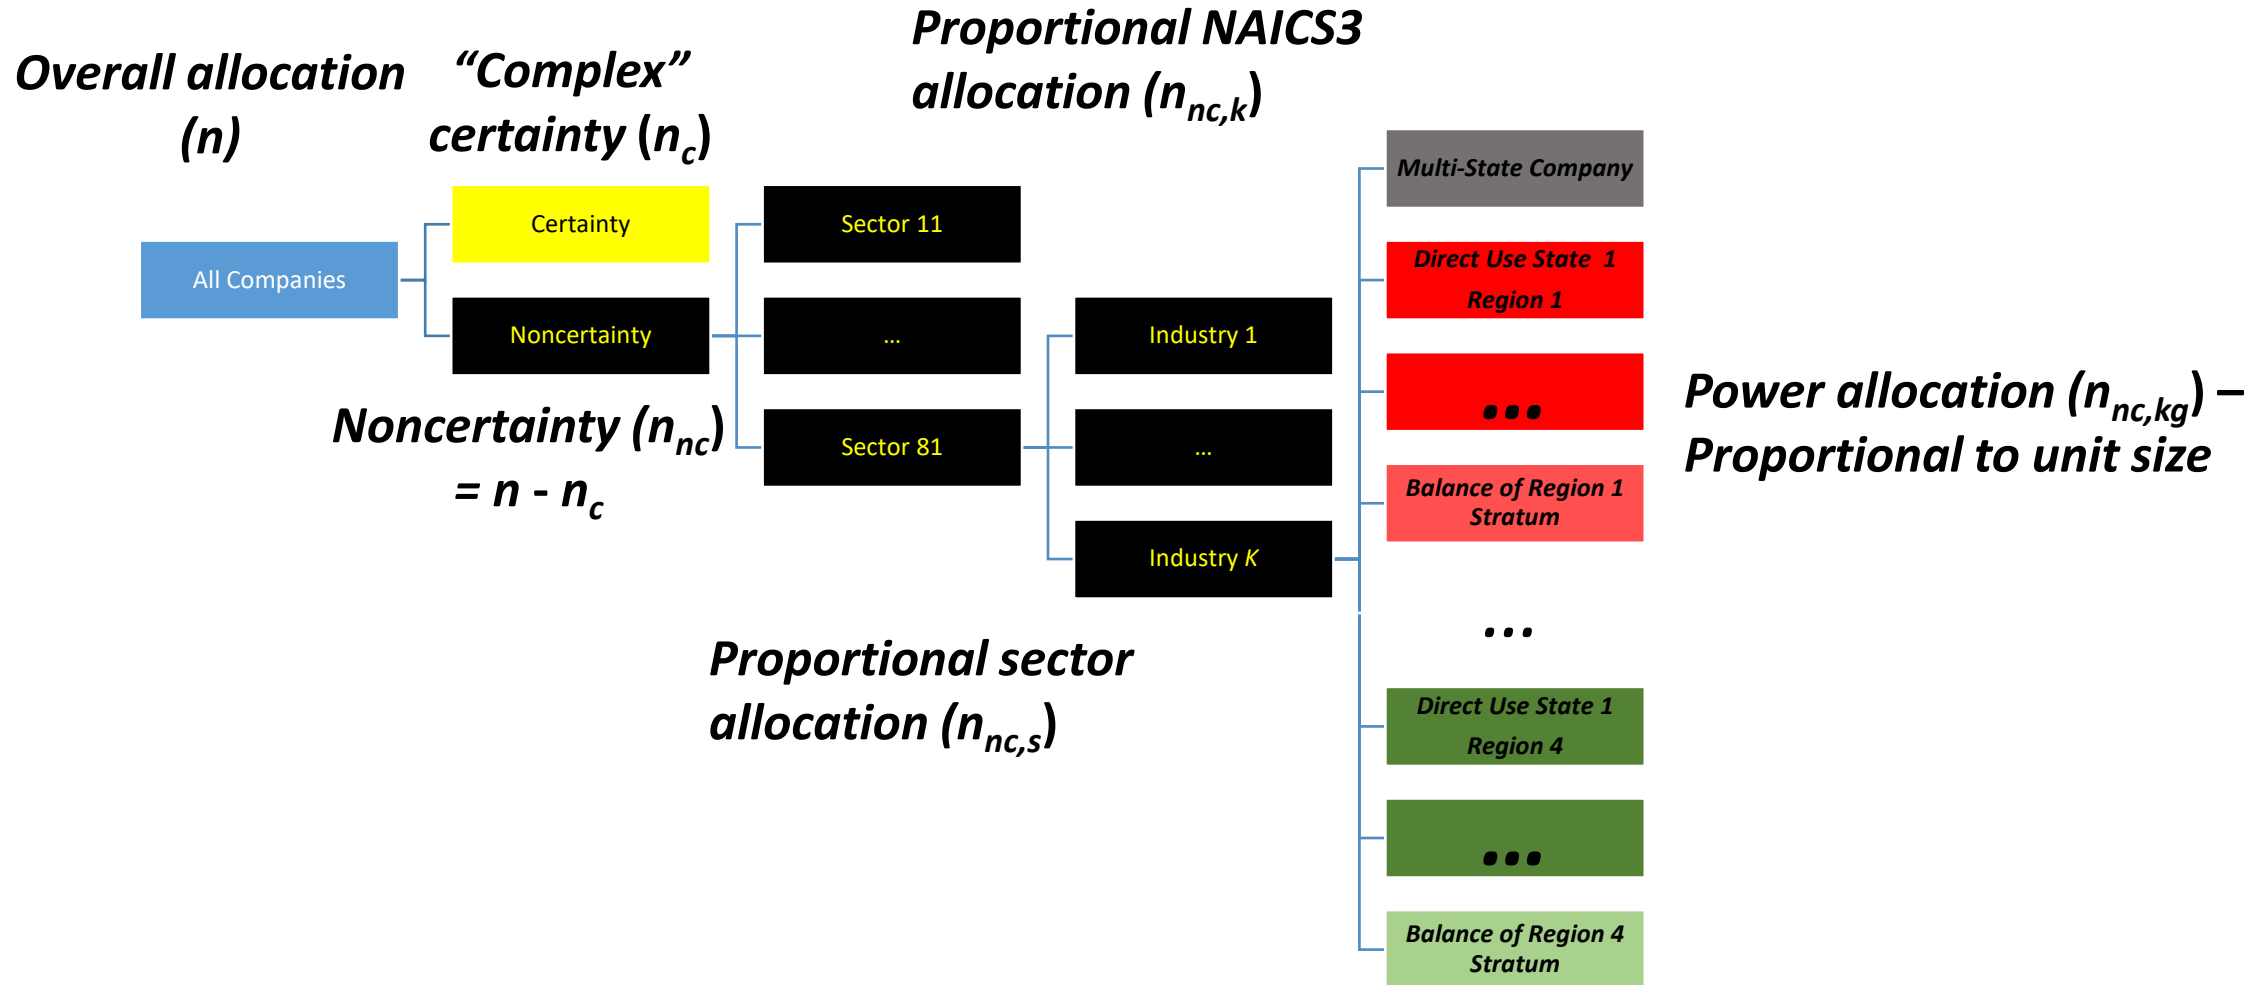 Overall allocation
(n)
“Complex”
certainty (nc)
Proportional NAICS3
allocation (nnc,k)
All Companies
Certainty
Noncertainty
Noncertainty (nnc)
= n - nc
Sector 11
...
Sector 81
Proportional sector
allocation (nnc,s)
Industry 1
...
Industry K
Multi-State Company
Direct Use State 1
Region 1
...
Balance of Region 1
Stratum
...
Direct Use State 1
Region 4
...
Balance of Region 4
Stratum
Power allocation (nnc,kg) –
Proportional to unit size